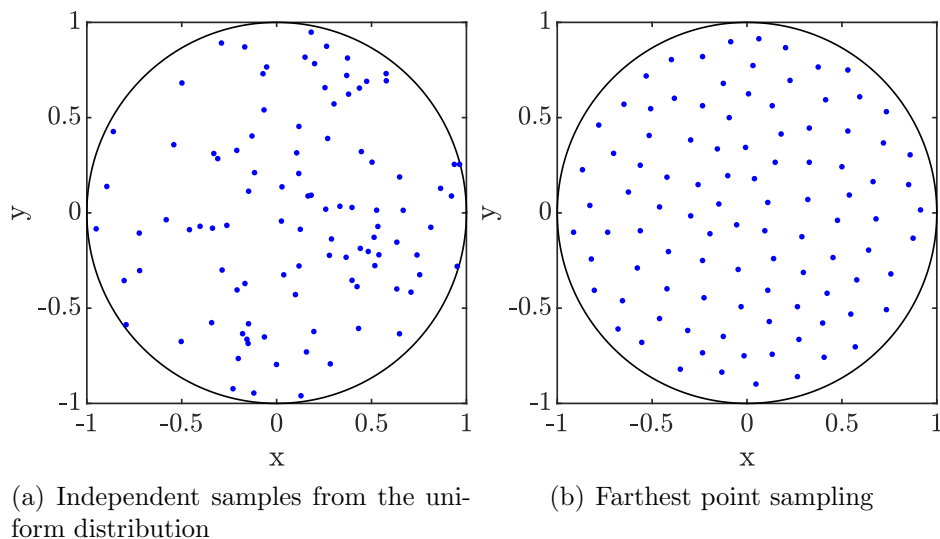 1
0.5
0
-0.5
-1
y
-1 -0.5 0 0.5 1
x
(a) Independent samples from the uni-
form distribution
1
0.5
0
-0.5
-1
y
-1 -0.5 0 0.5 1
x
(b) Farthest point sampling